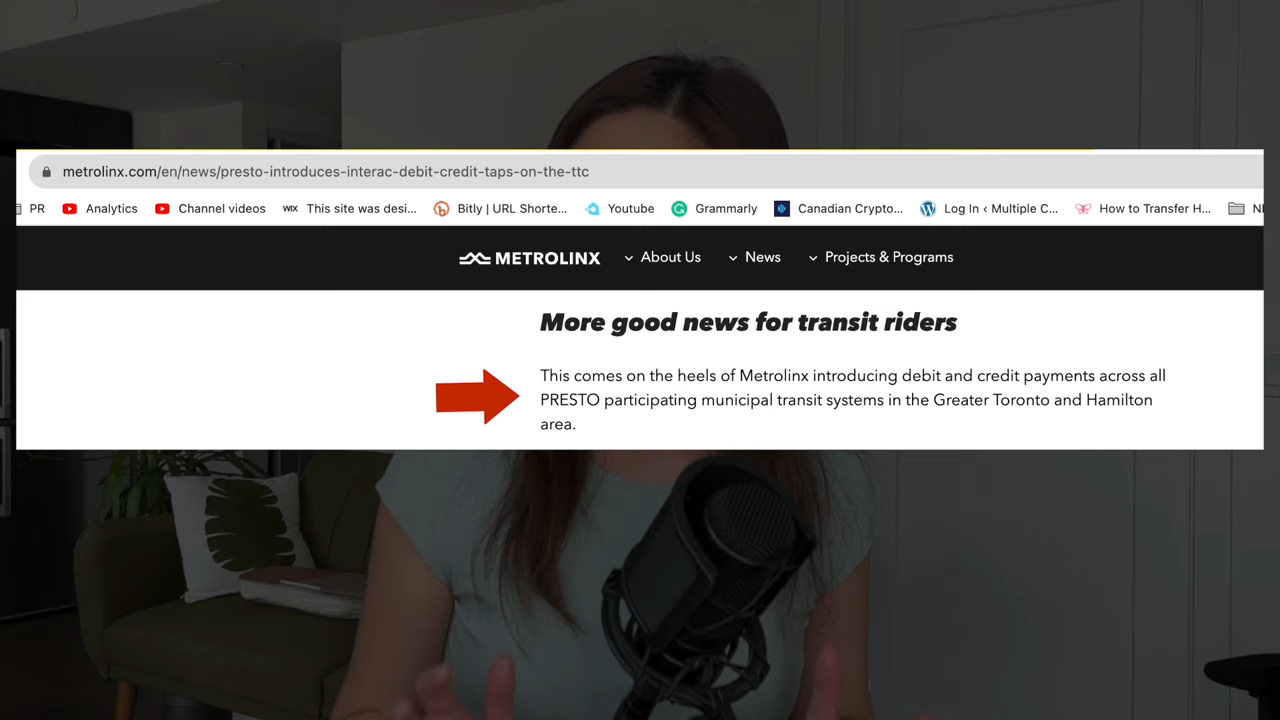 metrolinx.com/en/news/presto-introduces-interac-debit-credit-taps-on-the-ttc
PR Analytics Channel videos WIX This site was desi... Bitly | URL Shorte... Youtube Grammarly Canadian Crypto... Log In ‹ Multiple C... How to Transfer H...
METROLINX About Us News Projects & Programs
More good news for transit riders
This comes on the heels of Metrolinx introducing debit and credit payments across all
PRESTO participating municipal transit systems in the Greater Toronto and Hamilton
area.